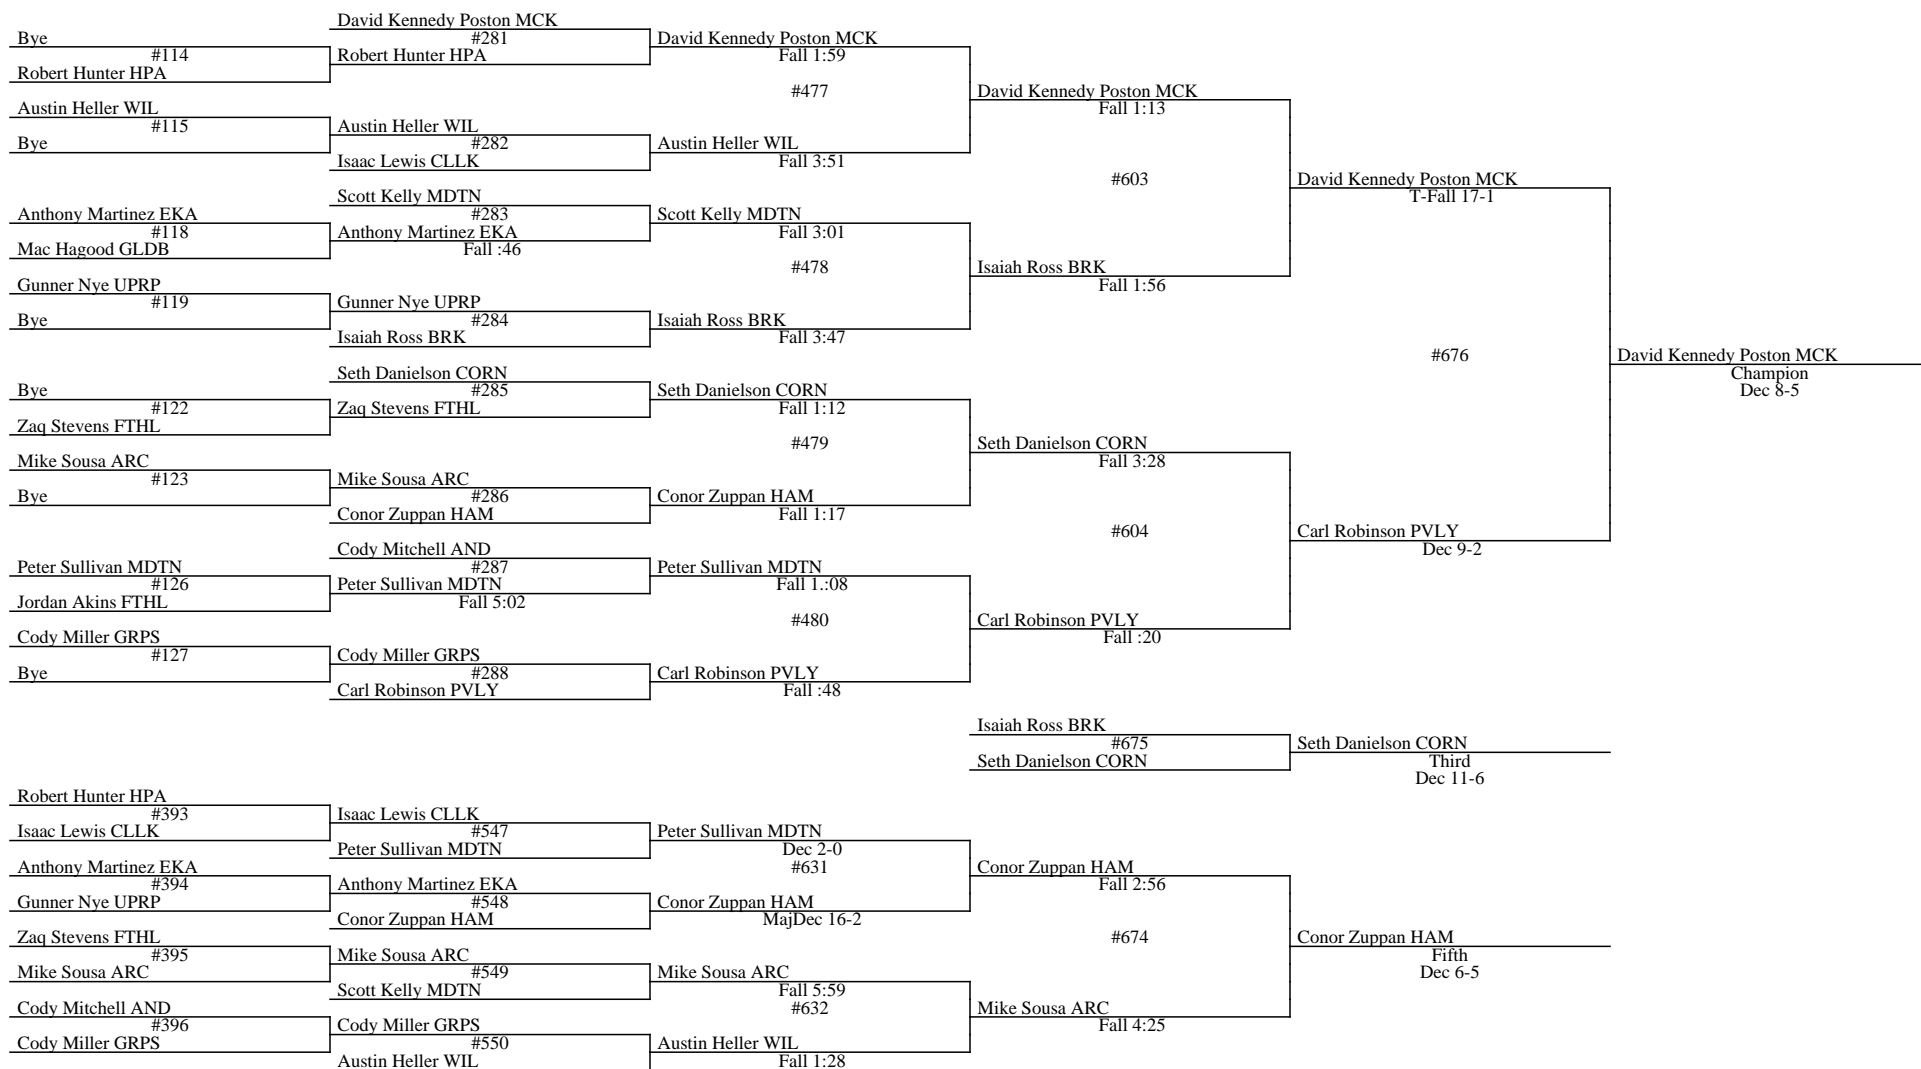 David Kennedy Poston MCK
Bye
#281
David Kennedy Poston MCK
#114
Robert Hunter HPA
Fall 1:59
Robert Hunter HPA
#477
David Kennedy Poston MCK
Fall 1:13
Austin Heller WIL
#115
Austin Heller WIL
Bye
#282
Austin Heller WIL
Isaac Lewis CLLK
Fall 3:51
#603
David Kennedy Poston MCK
T-Fall 17-1
Scott Kelly MDTN
Anthony Martinez EKA
#283
Scott Kelly MDTN
#118
Anthony Martinez EKA
Fall 3:01
Mac Hagood GLDB
Fall :46
#478
Isaiah Ross BRK
Fall 1:56
Gunner Nye UPRP
#119
Gunner Nye UPRP
Bye
#284
Isaiah Ross BRK
Isaiah Ross BRK
Fall 3:47
#676
David Kennedy Poston MCK
Champion
Dec 8-5
Seth Danielson CORN
Bye
#285
Seth Danielson CORN
#122
Zaq Stevens FTHL
Fall 1:12
Zaq Stevens FTHL
#479
Seth Danielson CORN
Fall 3:28
Mike Sousa ARC
#123
Mike Sousa ARC
Bye
#286
Conor Zuppan HAM
Conor Zuppan HAM
Fall 1:17
#604
Carl Robinson PVLY
Dec 9-2
Cody Mitchell AND
Peter Sullivan MDTN
#287
Peter Sullivan MDTN
#126
Peter Sullivan MDTN
Fall 1.:08
Jordan Akins FTHL
Fall 5:02
#480
Carl Robinson PVLY
Fall :20
Cody Miller GRPS
#127
Cody Miller GRPS
Bye
#288
Carl Robinson PVLY
Carl Robinson PVLY
Fall :48
Isaiah Ross BRK
#675
Seth Danielson CORN
Seth Danielson CORN
Third
Dec 11-6
Robert Hunter HPA
#393
Isaac Lewis CLLK
Isaac Lewis CLLK
#547
Peter Sullivan MDTN
Peter Sullivan MDTN
Dec 2-0
Anthony Martinez EKA
#631
Conor Zuppan HAM
#394
Anthony Martinez EKA
Fall 2:56
Gunner Nye UPRP
#548
Conor Zuppan HAM
Conor Zuppan HAM
MajDec 16-2
Zaq Stevens FTHL
#674
Conor Zuppan HAM
#395
Mike Sousa ARC
Fifth
Mike Sousa ARC
#549
Mike Sousa ARC
Dec 6-5
Scott Kelly MDTN
Fall 5:59
Cody Mitchell AND
#632
Mike Sousa ARC
#396
Cody Miller GRPS
Fall 4:25
Cody Miller GRPS
#550
Austin Heller WIL
Austin Heller WIL
Fall 1:28